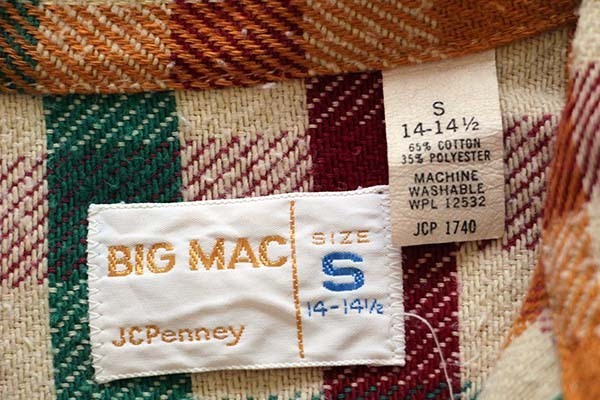 S
14-14½
65% COTTON
35% POLYESTER
MACHINE
WASHABLE
WPL 12532
JCP 1740
BIG MAC
JCPenney
SIZE
S
14-14½